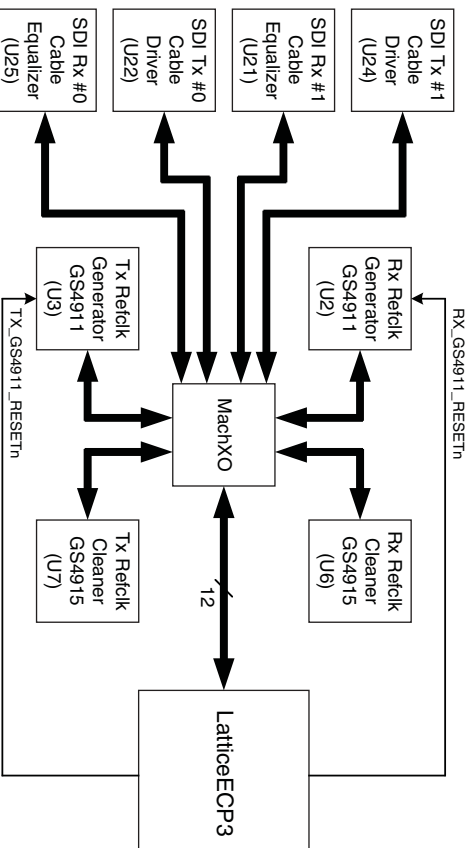 SDI Tx #1
Cable
Driver
(U24)
SDI Rx #1
Cable
Equalizer
(U21)
SDI Tx #0
Cable
Driver
(U22)
SDI Rx #0
Cable
Equalizer
(U25)
RX_GS4911_RESETn
Rx Refclk
Generator
GS4911
(U2)
Rx Refclk
Cleaner
GS4915
(U6)
MachXO
12
LatticeECP3
Tx Refclk
Generator
GS4911
(U3)
Tx Refclk
Cleaner
GS4915
(U7)
TX_GS4911_RESETn